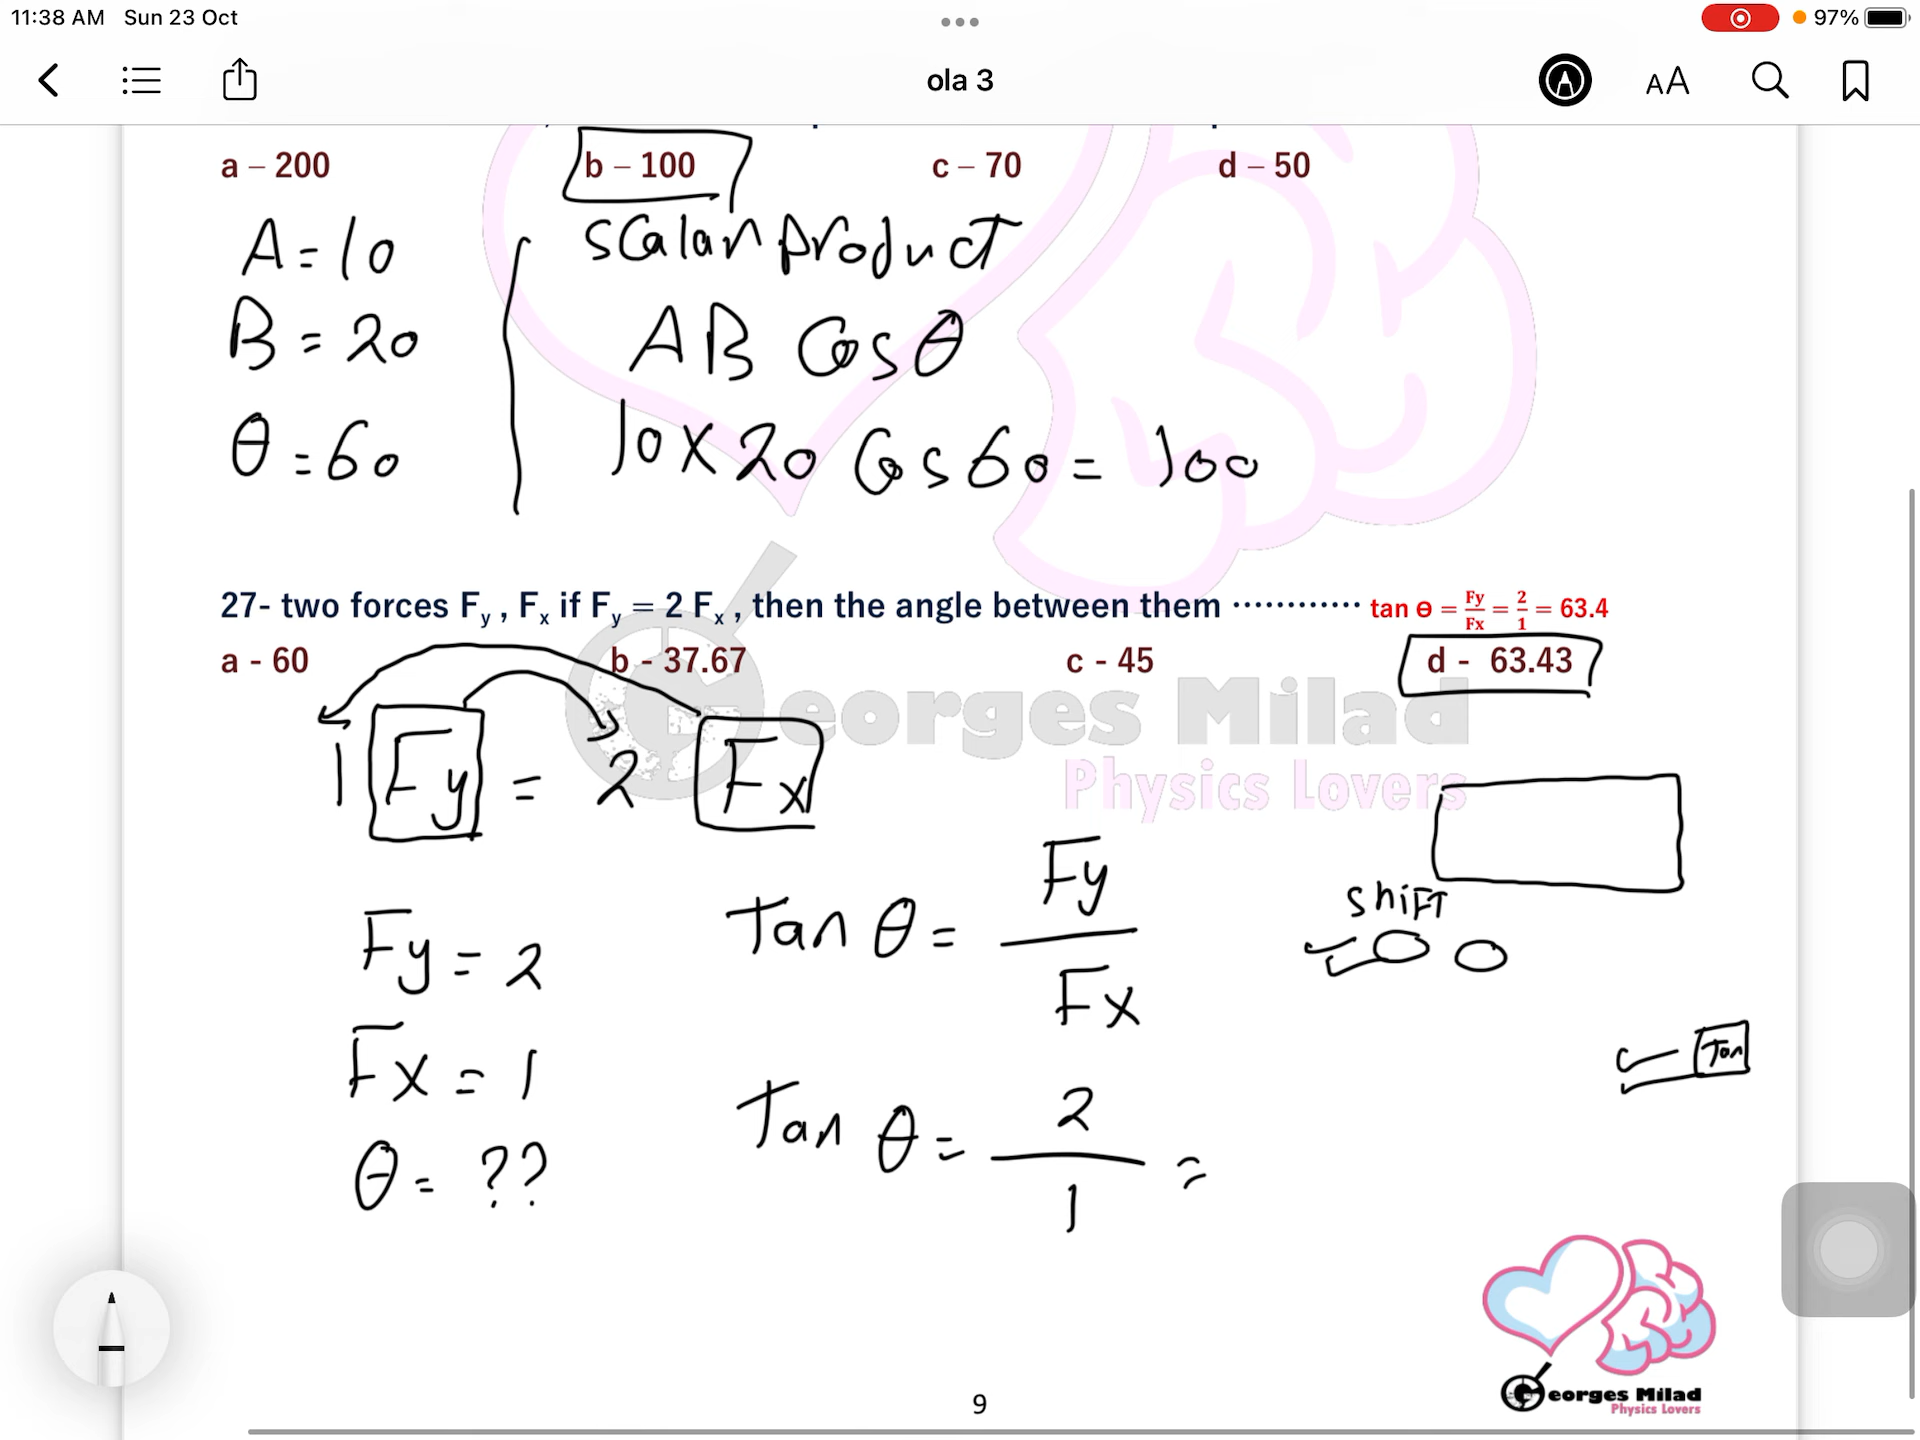 11:38 AM Sun 23 Oct
97%
ola 3
AA
a – 200 b – 100 c – 70 d – 50
A = 10
B = 20
θ = 60
scalar product
AB Cosθ
10 X 20 Cos 60 = 100
27- two forces Fy , Fx if Fy = 2 Fx , then the angle between them ............ tan ɵ = Fy/Fx = 2/1 = 63.4
a - 60 b - 37.67 c - 45 d - 63.43
eorges Milad
Physics Lovers
1 Fy = 2 Fx
Fy = 2
Fx = 1
θ = ??
Tan θ = Fy/Fx
Tan θ = 2/1 =
shiFT
Tan
eorges Milad
Physics Lovers
9